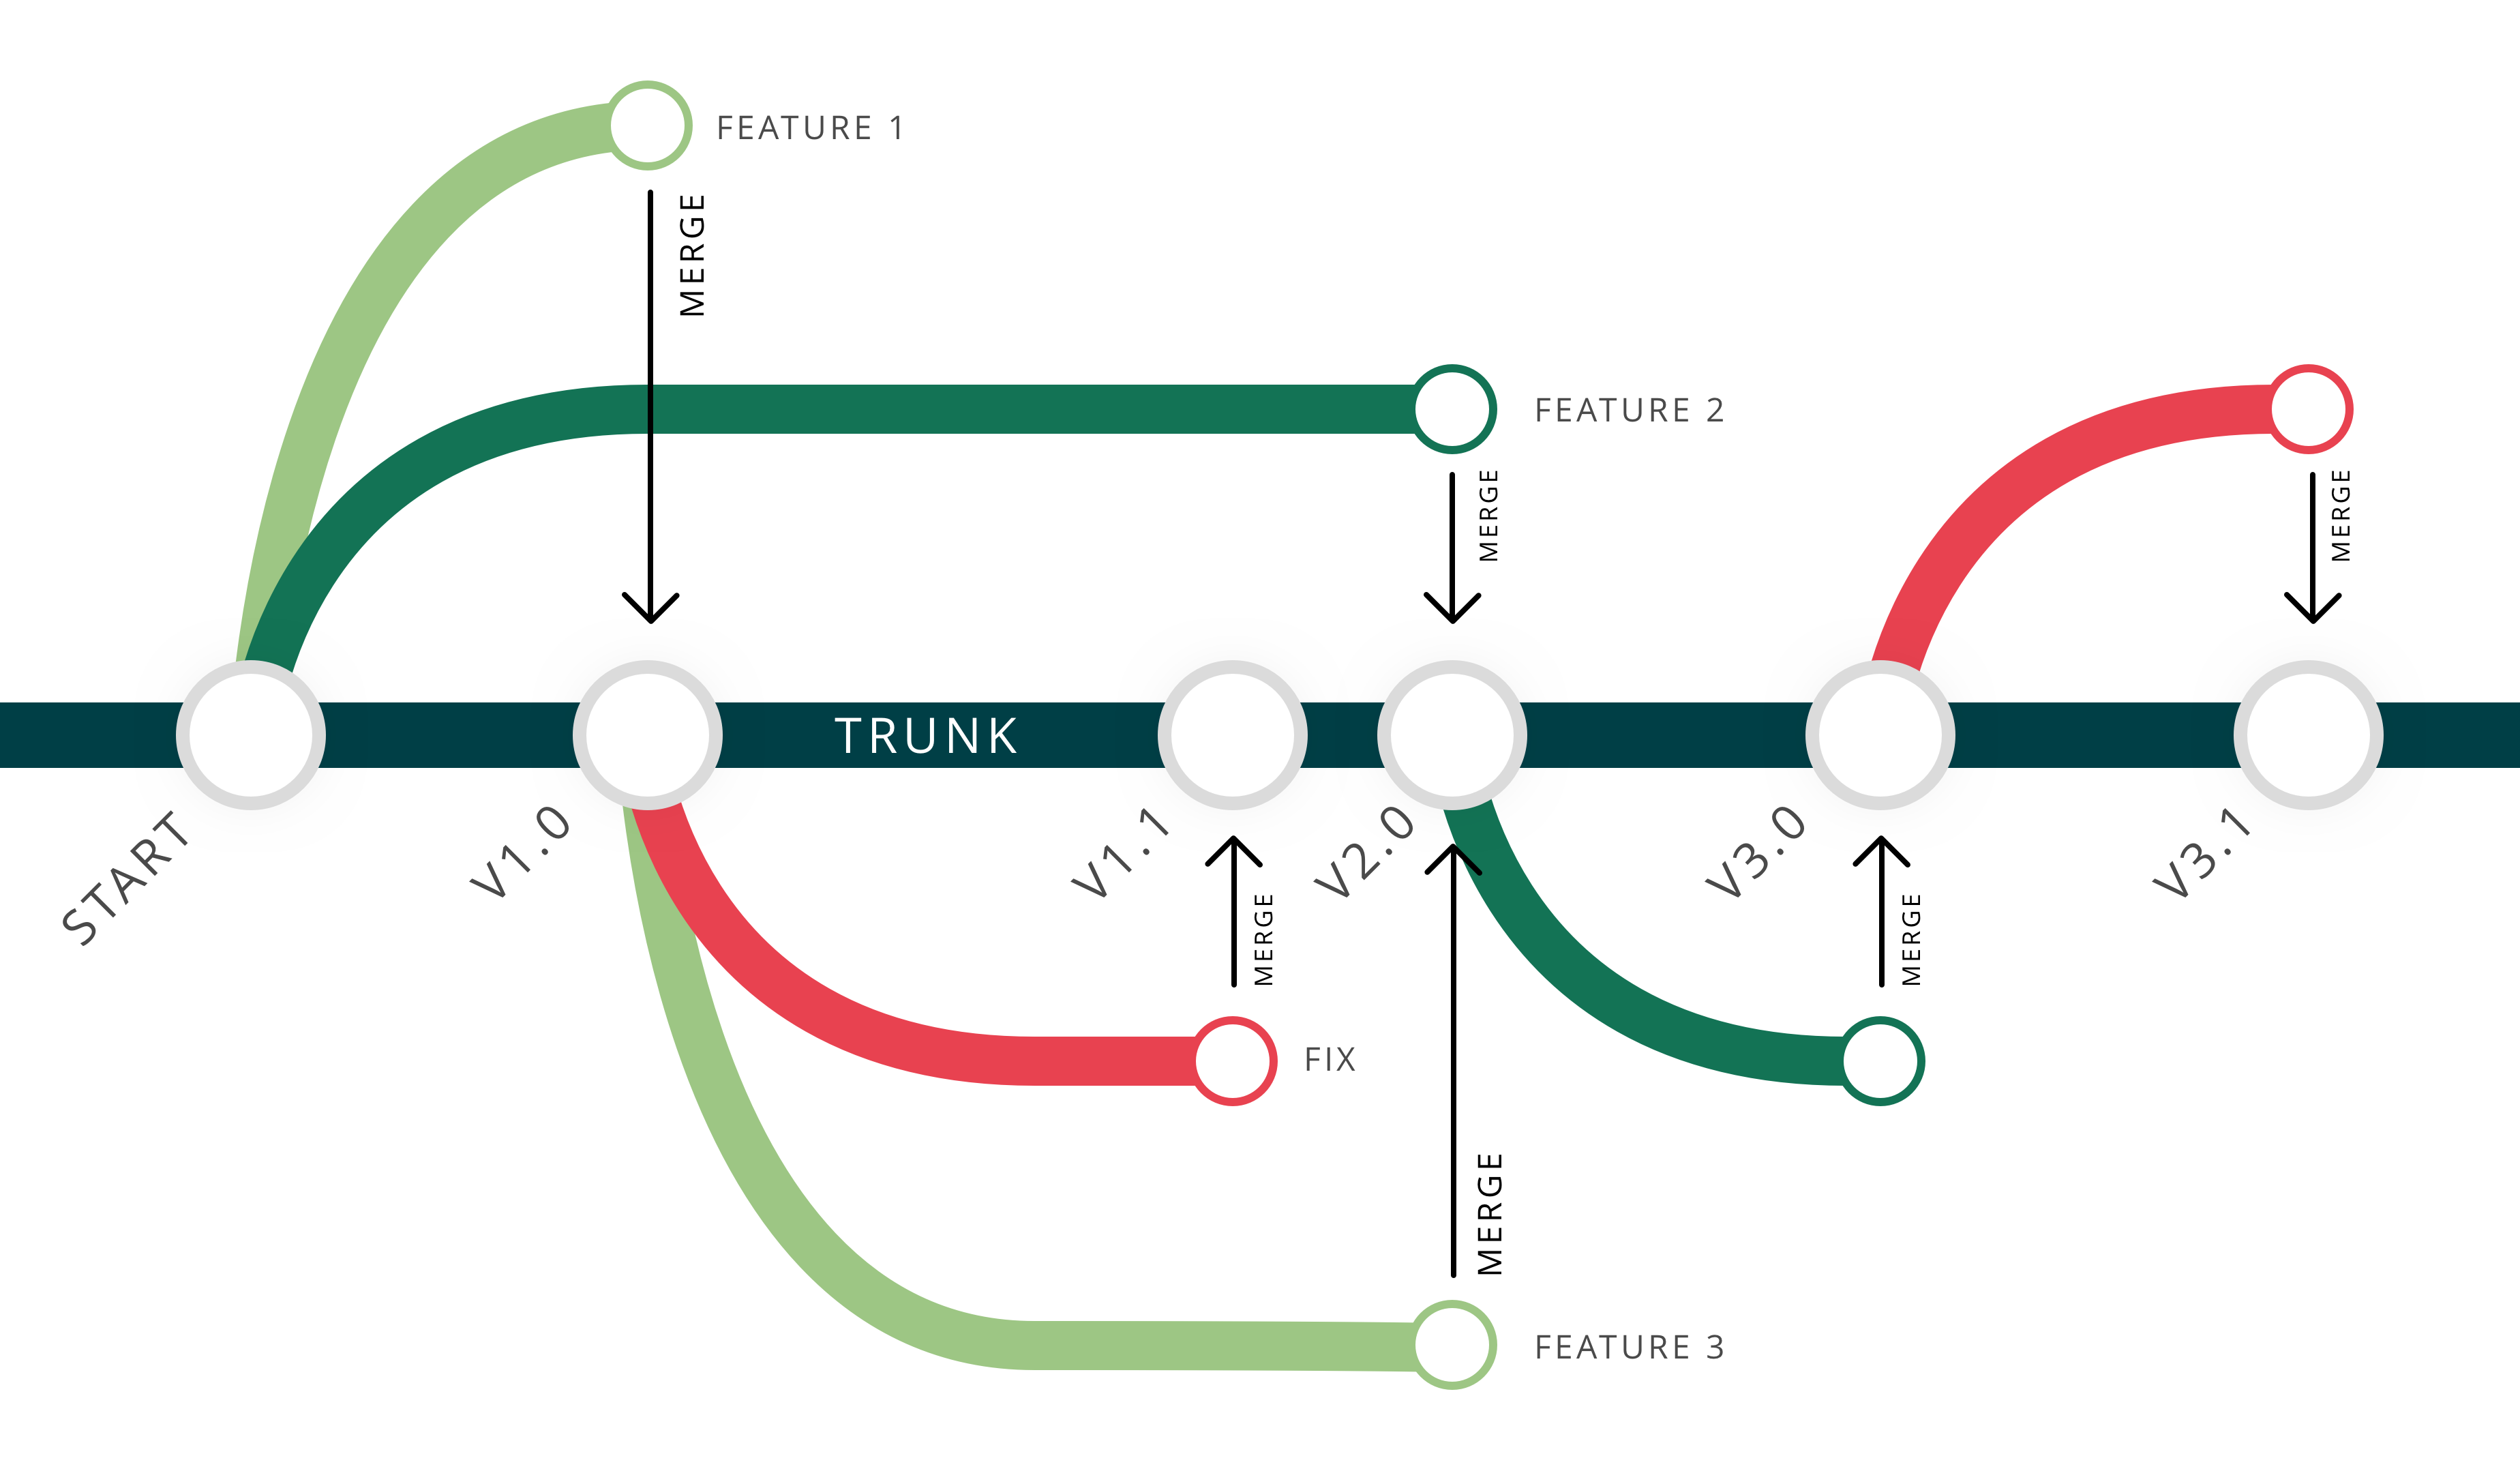 FEATURE 1
MERGE
FEATURE 2
MERGE
MERGE
TRUNK
START
V1.0
V1.1
V2.0
V3.0
V3.1
MERGE
MERGE
FIX
MERGE
FEATURE 3